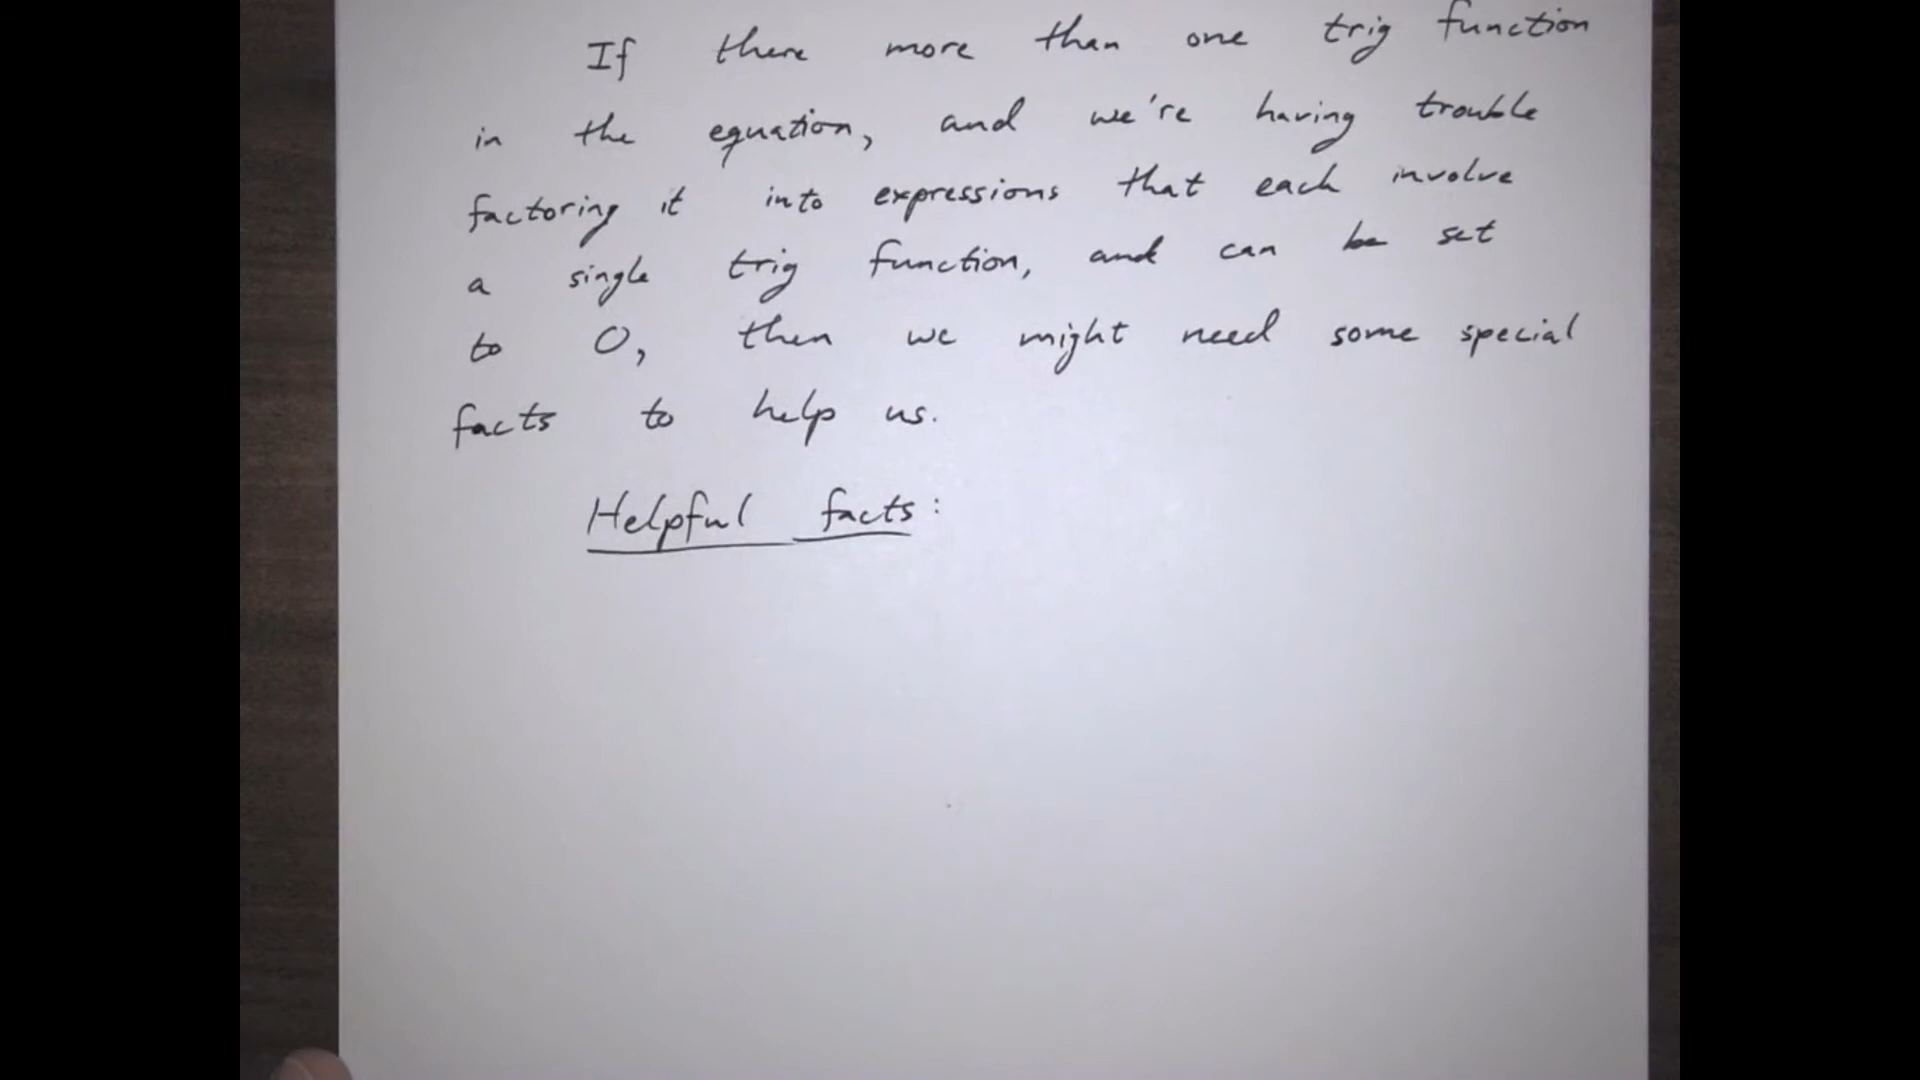 If there more than one trig function
in the equation, and we're having trouble
factoring it into expressions that each involve
a single trig function, and can be set
to 0, then we might need some special
facts to help us.
Helpful facts: